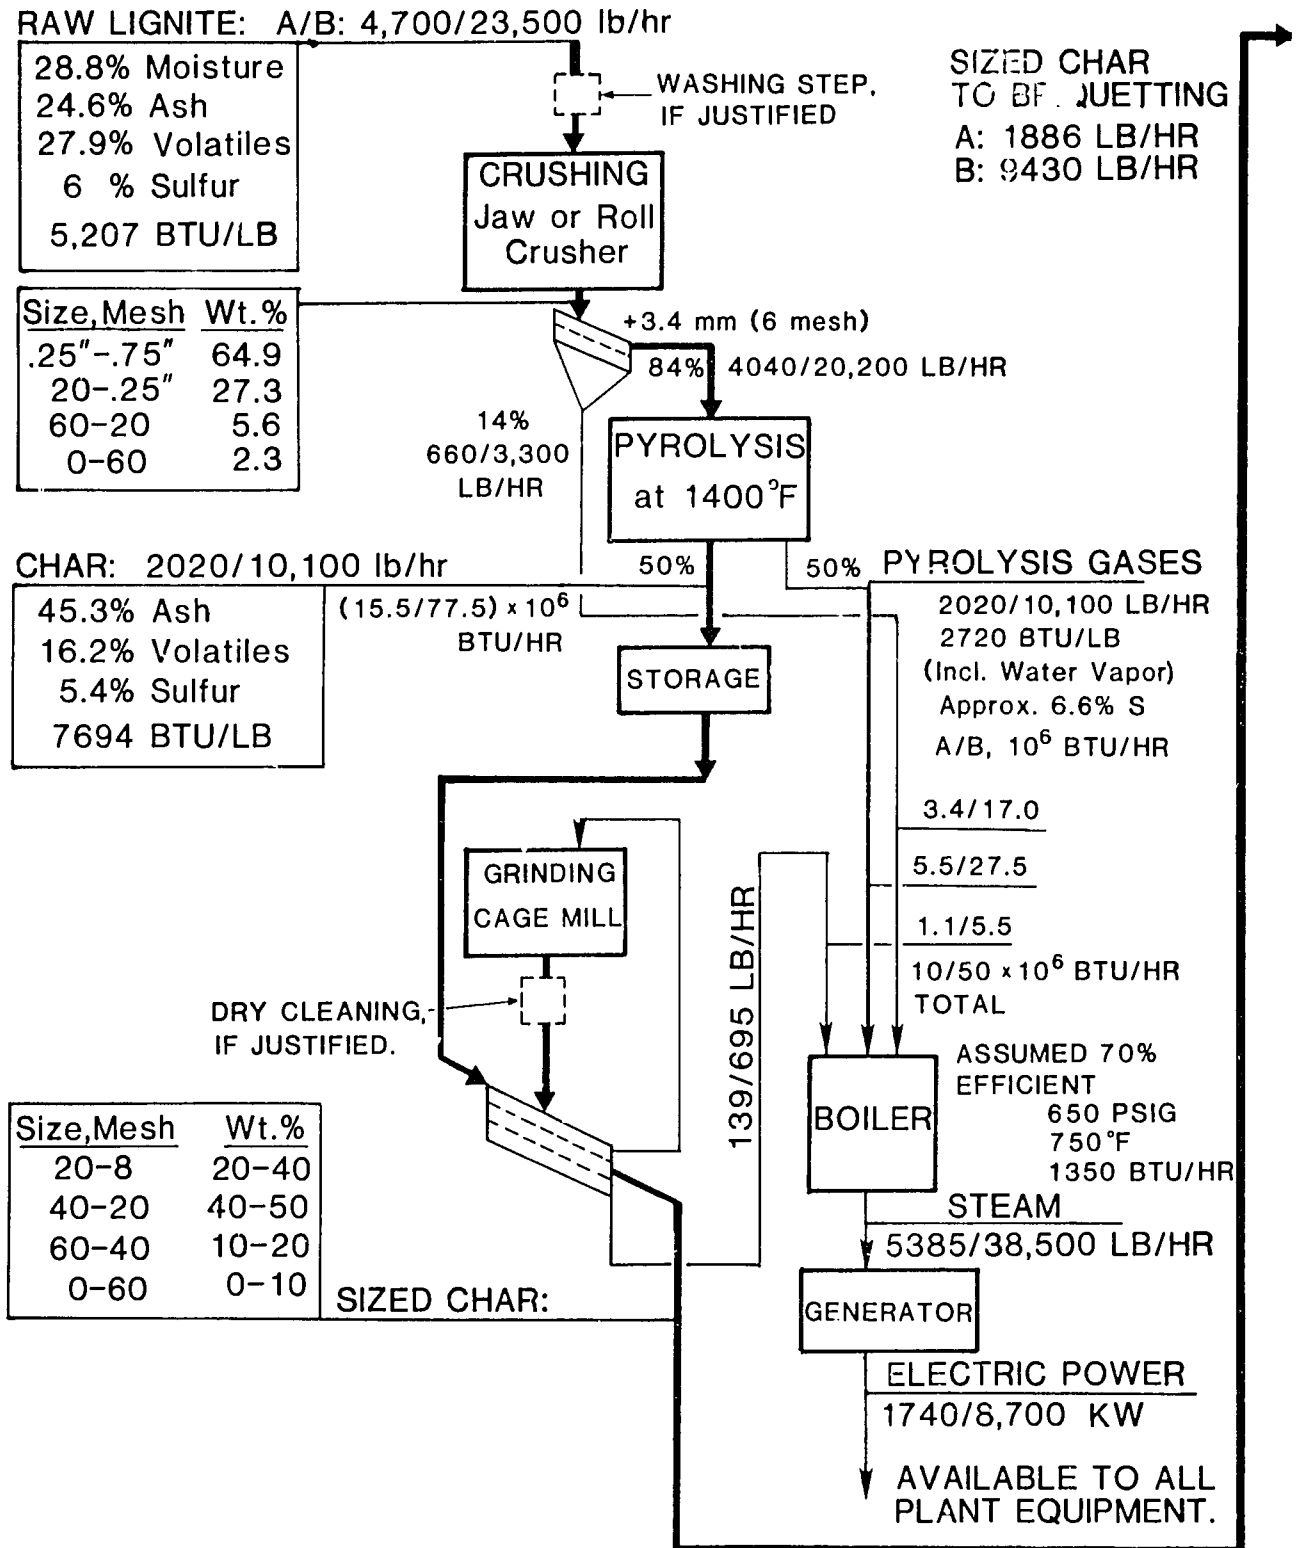 RAW LIGNITE: A/B: 4,700/23,500 lb/hr
28.8% Moisture
24.6% Ash
27.9% Volatiles
6 % Sulfur
5,207 BTU/LB
WASHING STEP,
IF JUSTIFIED
SIZED CHAR
TO
A: 1886 LB/HR
B: 9430 LB/HR
CRUSHING
Jaw or Roll
Crusher
Size,Mesh Wt.%
.25"-.75" 64.9
20-.25" 27.3
60-20 5.6
0-60 2.3
+3.4 mm (6 mesh)
84% 4040/20,200 LB/HR
14%
660/3,300
LB/HR
PYROLYSIS
at 1400°F
CHAR: 2020/10,100 lb/hr
45.3% Ash
16.2% Volatiles
5.4% Sulfur
7694 BTU/LB
(15.5/77.5) x 10⁶
BTU/HR
50%
50%
PYROLYSIS GASES
2020/10,100 LB/HR
2720 BTU/LB
(Incl. Water Vapor)
Approx. 6.6% S
A/B, 10⁶ BTU/HR
STORAGE
3.4/17.0
5.5/27.5
1.1/5.5
10/50 x 10⁶ BTU/HR
TOTAL
GRINDING
CAGE MILL
DRY CLEANING,
IF JUSTIFIED.
139/695 LB/HR
BOILER
ASSUMED 70%
EFFICIENT
650 PSIG
750°F
1350 BTU/HR
Size,Mesh Wt.%
20-8 20-40
40-20 40-50
60-40 10-20
0-60 0-10
SIZED CHAR:
STEAM
5385/38,500 LB/HR
GENERATOR
ELECTRIC POWER
1740/8,700 KW
AVAILABLE TO ALL
PLANT EQUIPMENT.